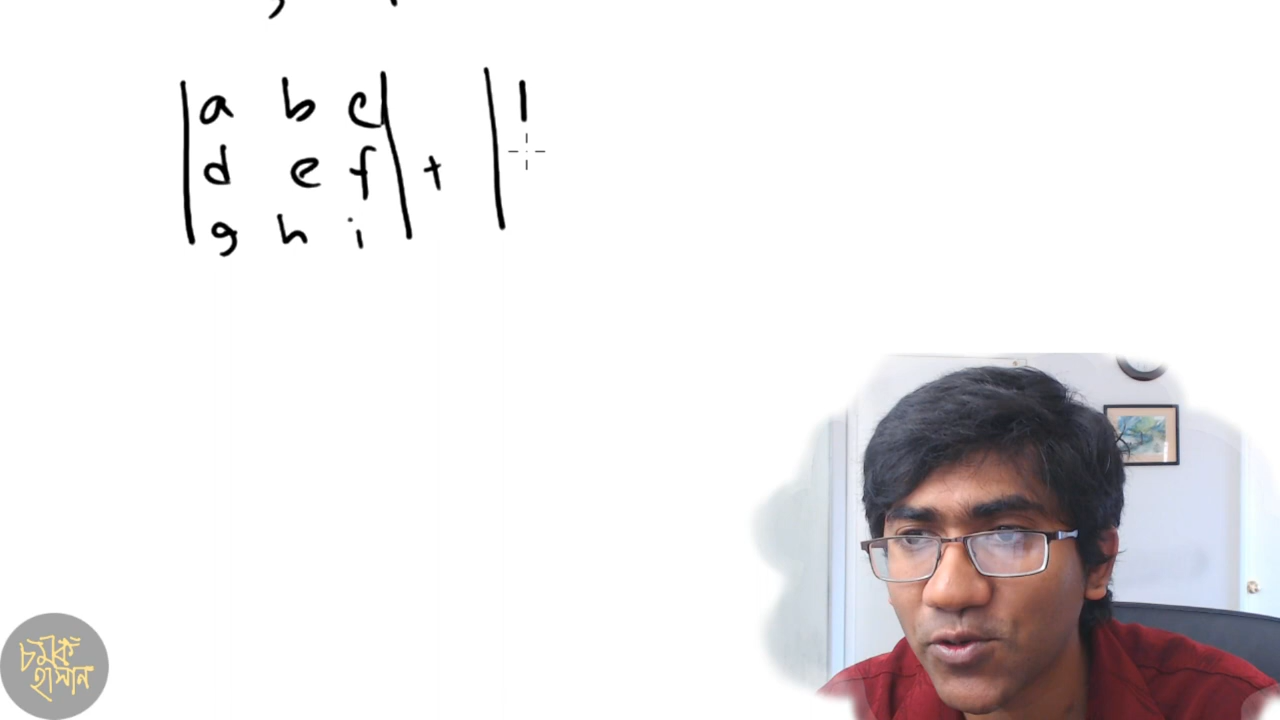 | a b c | + | 1
| d e f |
| g h i |
চমক
হাসান